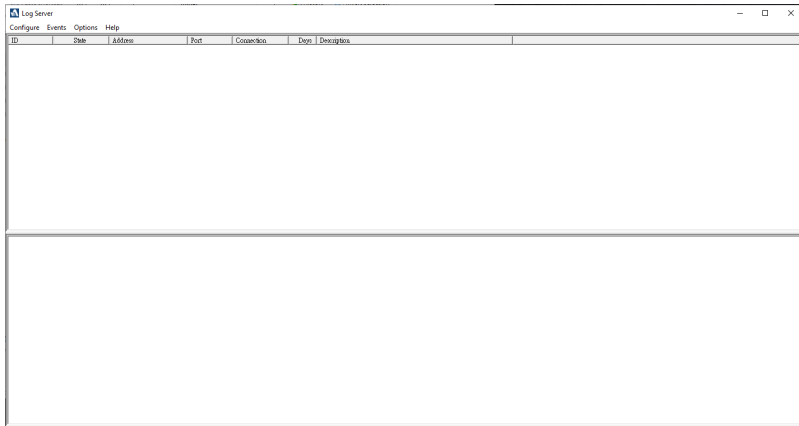 Log Server
Configure Events Options Help
ID State Address Port Connection Days Description